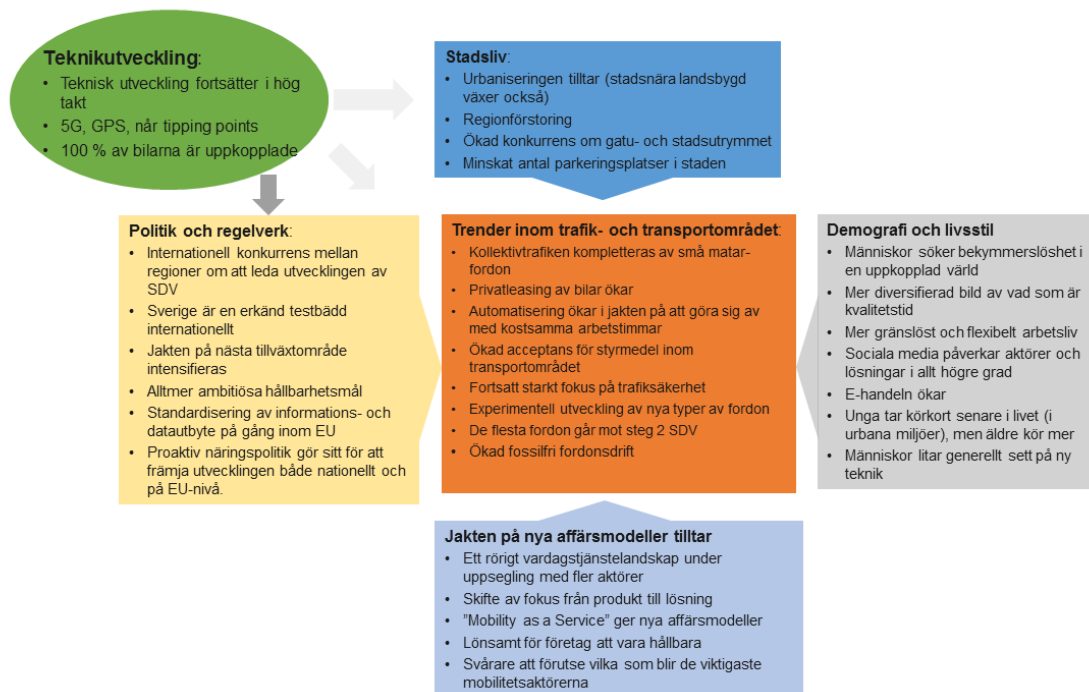 Teknikutveckling:
• Teknisk utveckling fortsätter i hög
takt
• 5G, GPS, når tipping points
• 100 % av bilarna är uppkopplade
Stadsliv:
• Urbaniseringen tilltar (stadsnära landsbygd
växer också)
• Regionförstoring
• Ökad konkurrens om gatu- och stadsutrymmet
• Minskat antal parkeringsplatser i staden
Politik och regelverk:
• Internationell konkurrens mellan
regioner om att leda utvecklingen av
SDV
• Sverige är en erkänd testbädd
internationellt
• Jakten på nästa tillväxtområde
intensifieras
• Alltmer ambitiösa hållbarhetsmål
• Standardisering av informations- och
datautbyte på gång inom EU
• Proaktiv näringspolitik gör sitt för att
främja utvecklingen både nationellt och
på EU-nivå.
Trender inom trafik- och transportområdet:
• Kollektivtrafiken kompletteras av små matar-
fordon
• Privatleasing av bilar ökar
• Automatisering ökar i jakten på att göra sig av
med kostsamma arbetstimmar
• Ökad acceptans för styrmedel inom
transportområdet
• Fortsatt starkt fokus på trafiksäkerhet
• Experimentell utveckling av nya typer av fordon
• De flesta fordon går mot steg 2 SDV
• Ökad fossilfri fordonsdrift
Demografi och livsstil
• Människor söker bekymmerslöshet i
en uppkopplad värld
• Mer diversifierad bild av vad som är
kvalitetstid
• Mer gränslöst och flexibelt arbetsliv
• Sociala media påverkar aktörer och
lösningar i allt högre grad
• E-handeln ökar
• Unga tar körkort senare i livet (i
urbana miljöer), men äldre kör mer
• Människor litar generellt sett på ny
teknik
Jakten på nya affärsmodeller tilltar
• Ett rörigt vardagstjänstelandskap under
uppsegling med fler aktörer
• Skifte av fokus från produkt till lösning
• ”Mobility as a Service” ger nya affärsmodeller
• Lönsamt för företag att vara hållbara
• Svårare att förutse vilka som blir de viktigaste
mobilitetsaktörerna